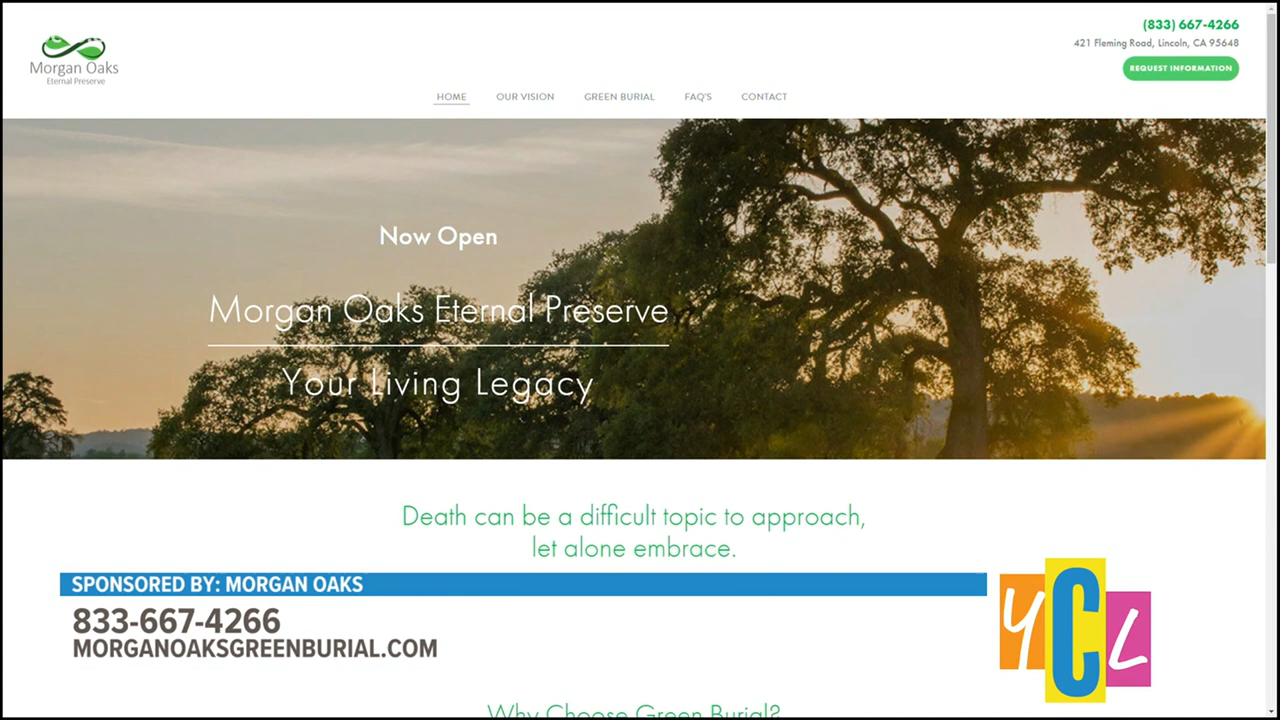 Morgan Oaks
Eternal Preserve
(833) 667-4266
421 Fleming Road, Lincoln, CA 95648
REQUEST INFORMATION
HOME OUR VISION GREEN BURIAL FAQ'S CONTACT
Now Open
Morgan Oaks Eternal Preserve
Your Living Legacy
Death can be a difficult topic to approach,
let alone embrace.
SPONSORED BY: MORGAN OAKS
833-667-4266
MORGANOAKSGREENBURIAL.COM
YCL
Why Choose Green Burial?